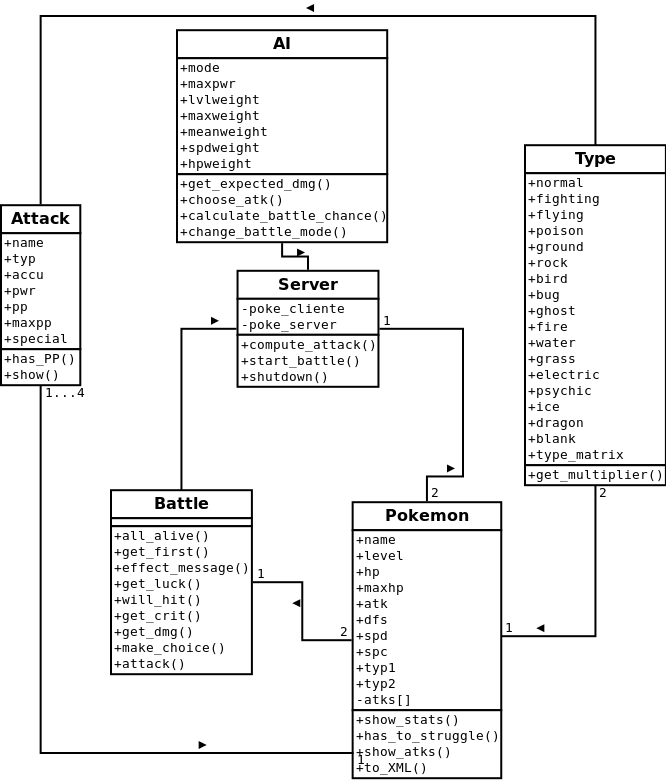 AI
+mode
+maxpwr
+lvlweight
+maxweight
+meanweight
+spdweight
+hpweight
+get_expected_dmg()
+choose_atk()
+calculate_battle_chance()
+change_battle_mode()
Type
+normal
+fighting
+flying
+poison
+ground
+rock
+bird
+bug
+ghost
+fire
+water
+grass
+electric
+psychic
+ice
+dragon
+blank
+type_matrix
+get_multiplier()
2
Attack
+name
+typ
+accu
+pwr
+pp
+maxpp
+special
+has_PP()
+show()
1...4
Server
-poke_cliente
-poke_server
+compute_attack()
+start_battle()
+shutdown()
1
2
Battle
+all_alive()
+get_first()
+effect_message()
+get_luck()
+will_hit()
+get_crit()
+get_dmg()
+make_choice()
+attack()
1
2
Pokemon
+name
+level
+hp
+maxhp
+atk
+dfs
+spd
+spc
+typ1
+typ2
-atks[]
+show_stats()
+has_to_struggle()
+show_atks()
+to_XML()
1
1